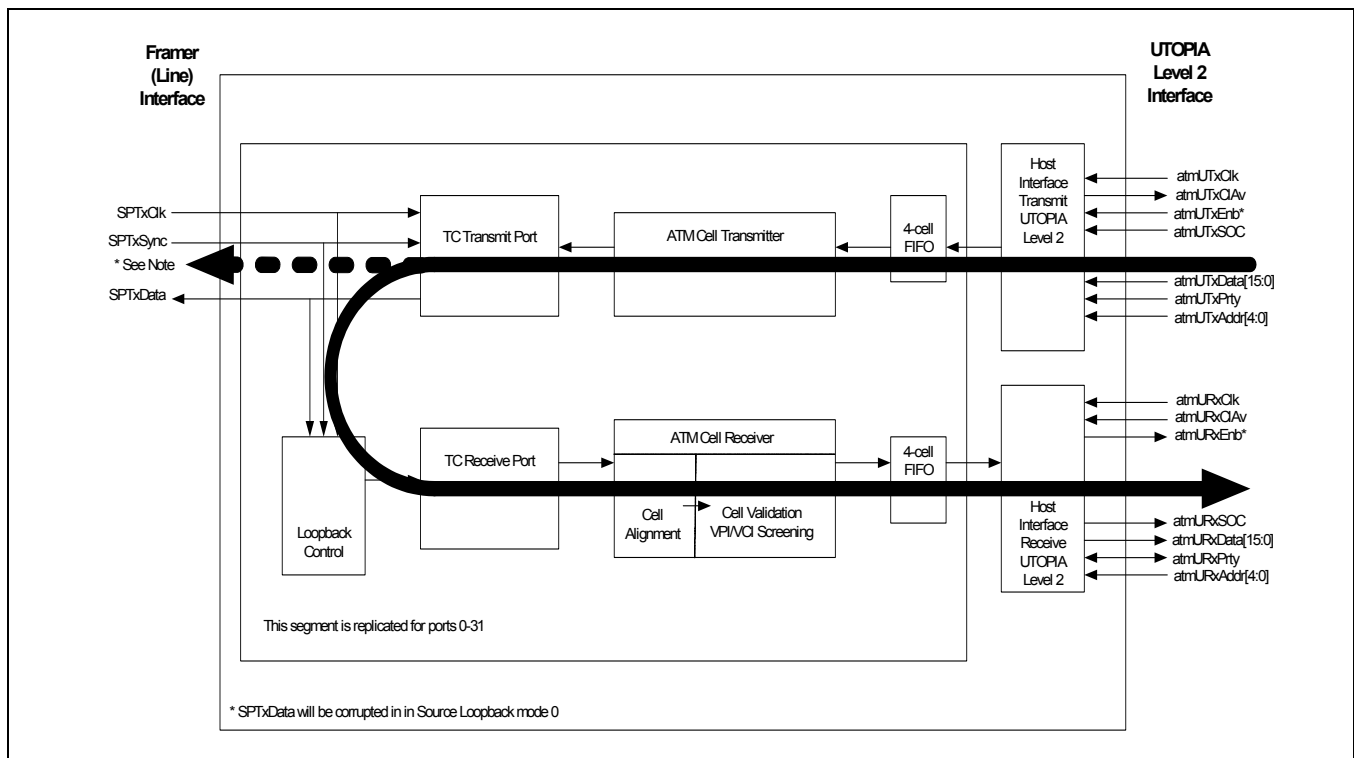 Framer
(Line)
Interface
UTOPIA
Level 2
Interface
SPTxClk
SPTxSync
* See Note
SPTxData
TC Transmit Port
ATM Cell Transmitter
4-cell
FIFO
Host
Interface
Transmit
UTOPIA
Level 2
atmUTxClk
atmUTxClAv
atmUTxEnb*
atmUTxSOC
atmUTxData[15:0]
atmUTxPrty
atmUTxAddr[4:0]
Loopback
Control
TC Receive Port
ATM Cell Receiver
Cell
Alignment
Cell Validation
VPI/VCI Screening
4-cell
FIFO
Host
Interface
Receive
UTOPIA
Level 2
atmURxClk
atmURxClAv
atmURxEnb*
atmURxSOC
atmURxData[15:0]
atmURxPrty
atmURxAddr[4:0]
This segment is replicated for ports 0-31
* SPTxData will be corrupted in in Source Loopback mode 0